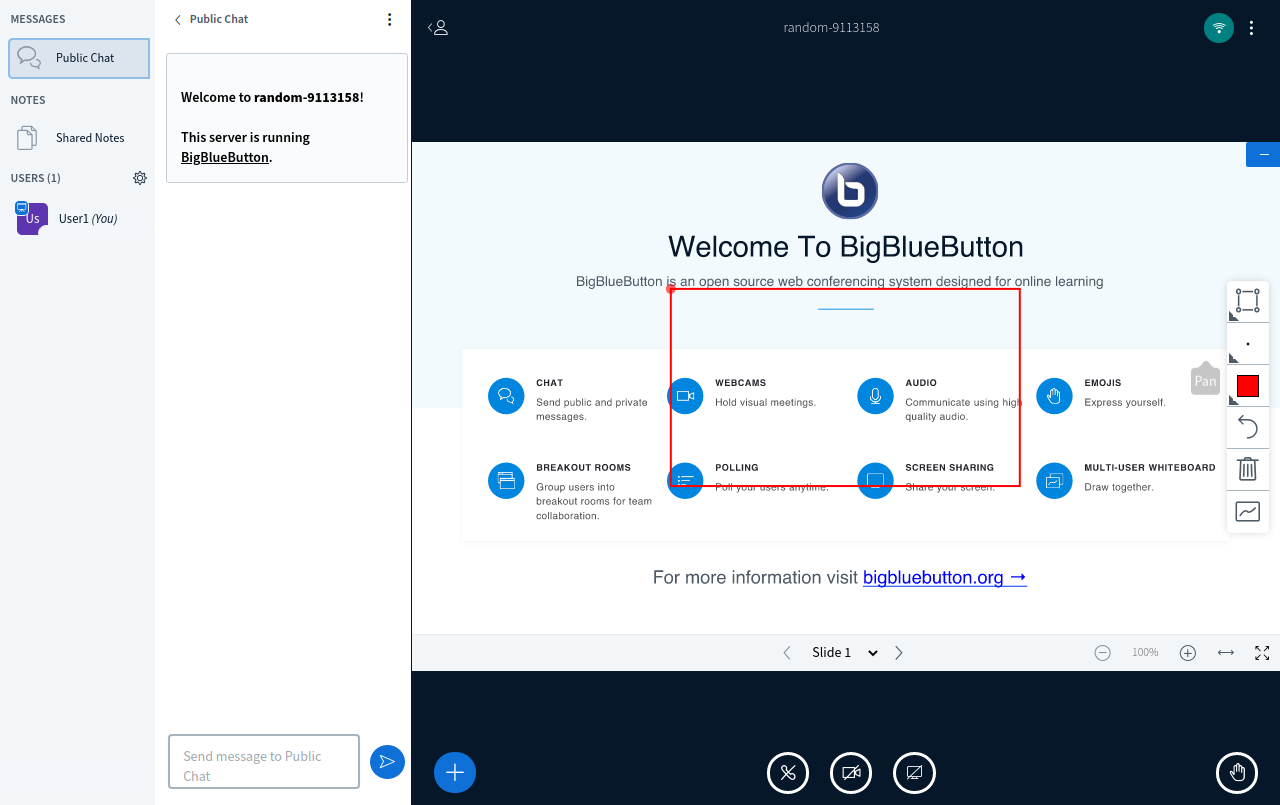 MESSAGES
Public Chat
NOTES
Shared Notes
USERS (1)
Us
User1 (You)
Public Chat
Welcome to random-9113158!
This server is running
BigBlueButton.
Send message to Public
Chat
random-9113158
Welcome To BigBlueButton
BigBlueButton is an open source web conferencing system designed for online learning
CHAT
Send public and private
messages.
WEBCAMS
Hold visual meetings.
AUDIO
Communicate using high
quality audio.
EMOJIS
Express yourself.
BREAKOUT ROOMS
Group users into
breakout rooms for team
collaboration.
POLLING
Poll your users anytime.
SCREEN SHARING
Share your screen.
MULTI-USER WHITEBOARD
Draw together.
For more information visit bigbluebutton.org →
Pan
Slide 1
100%